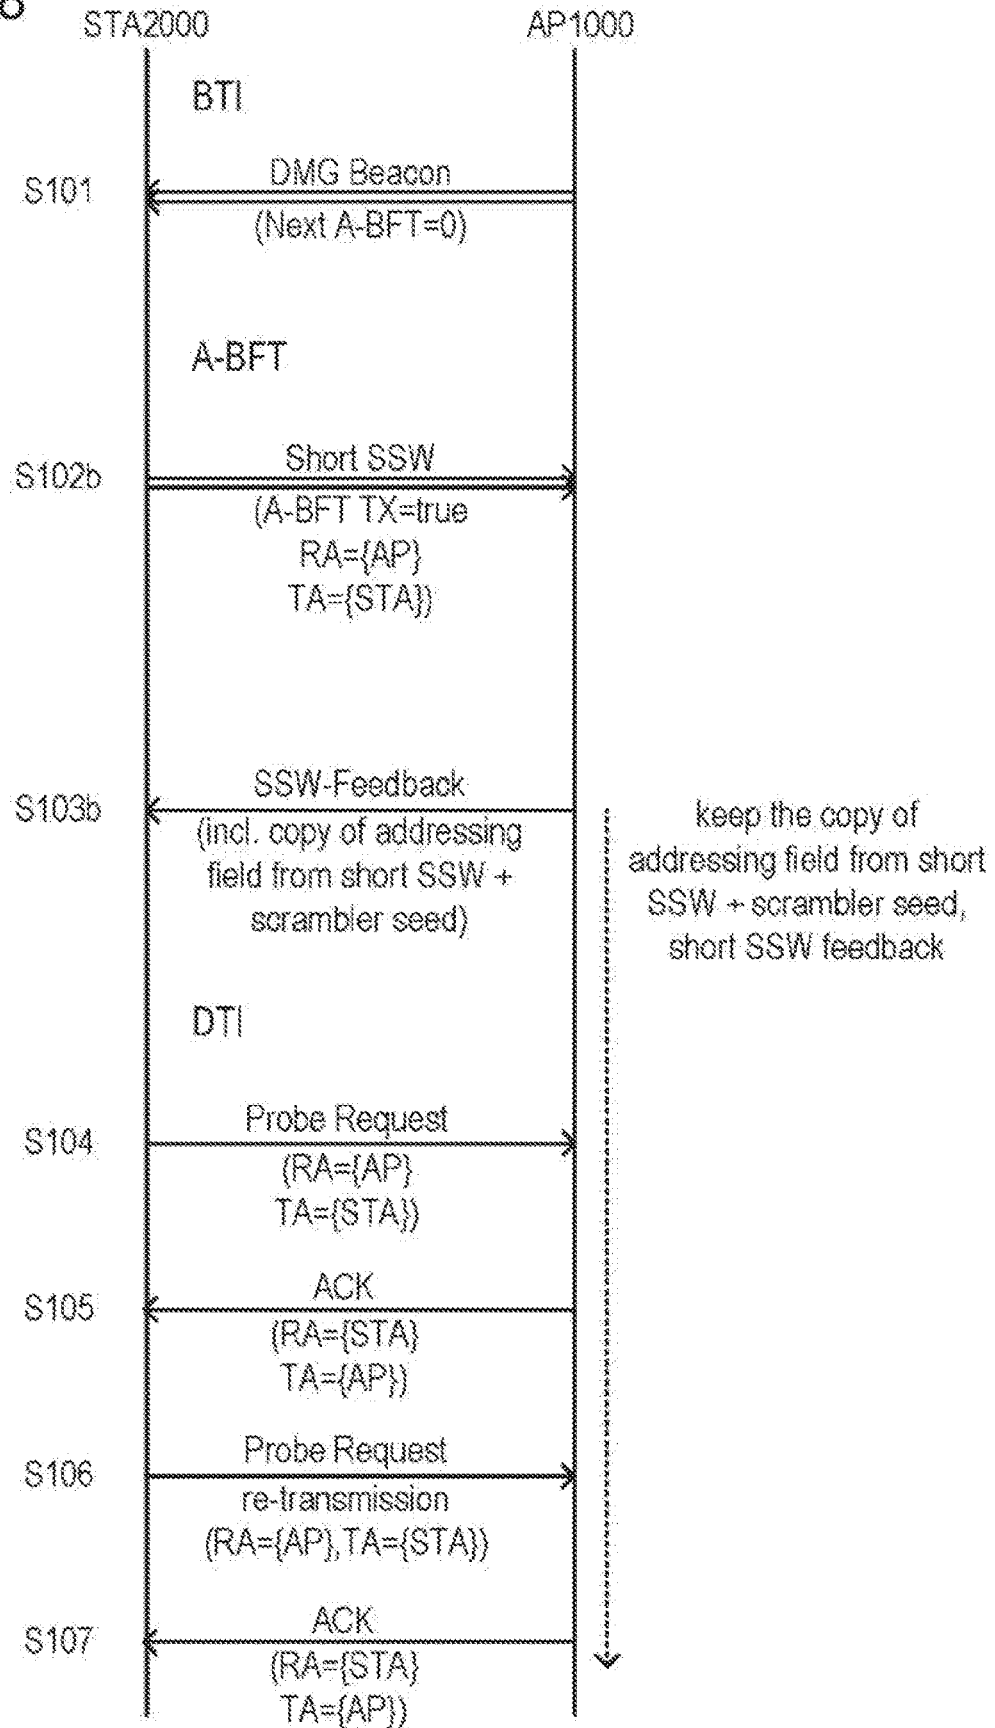 STA2000 AP1000
BTI
S101 DMG Beacon
(Next A-BFT=0)
A-BFT
S102b Short SSW
(A-BFT TX=true
RA={AP}
TA={STA})
S103b SSW-Feedback
(incl. copy of addressing
field from short SSW +
scrambler seed)
keep the copy of
addressing field from short
SSW + scrambler seed,
short SSW feedback
DTI
S104 Probe Request
(RA={AP}
TA={STA})
S105 ACK
(RA={STA}
TA={AP})
S106 Probe Request
re-transmission
(RA={AP},TA={STA})
S107 ACK
(RA={STA}
TA={AP})